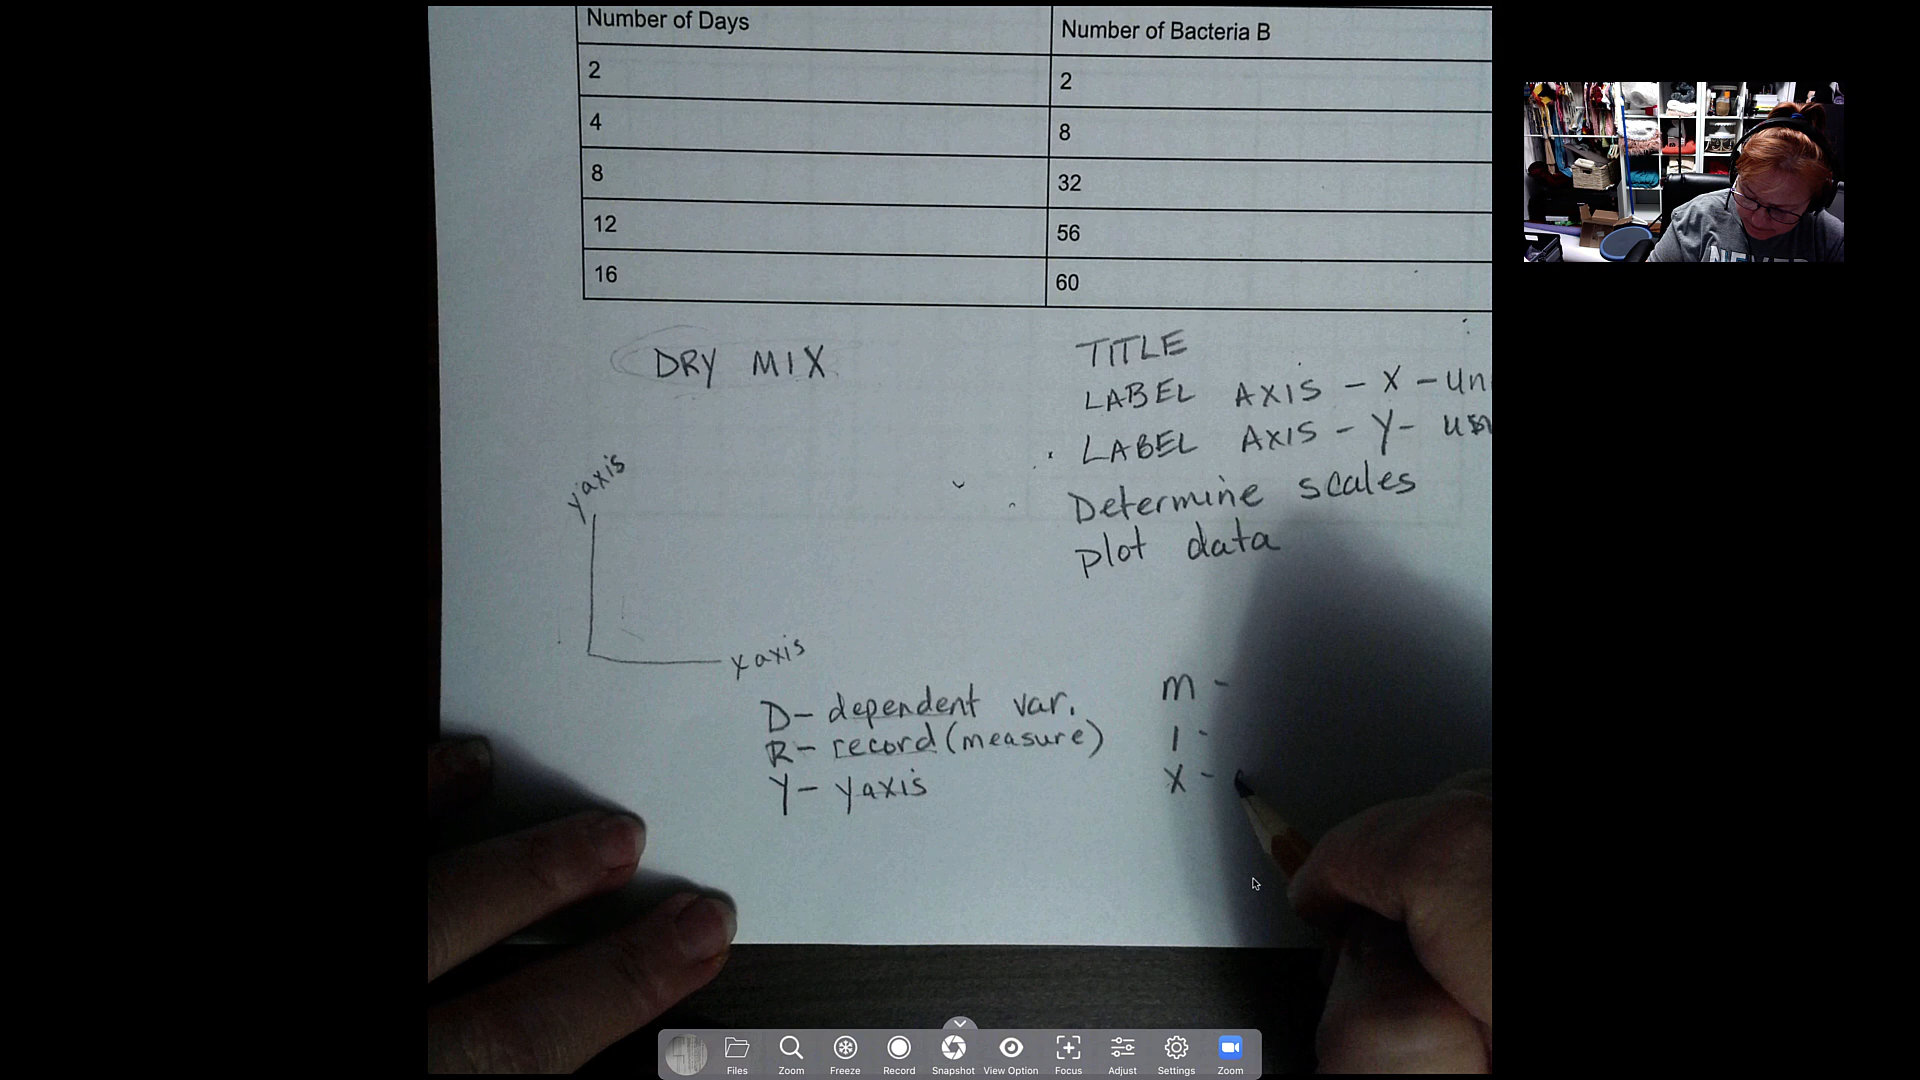 Number of Days Number of Bacteria B
2 2
4 8
8 32
12 56
16 60
DRY MIX
TITLE
LABEL AXIS - X - un
LABEL AXIS - Y -
Determine scales
plot data
y axis
x axis
D - dependent var.
R - record (measure)
Y - y axis
M -
I -
X -
Files Zoom Freeze Record Snapshot View Option Focus Adjust Settings Zoom